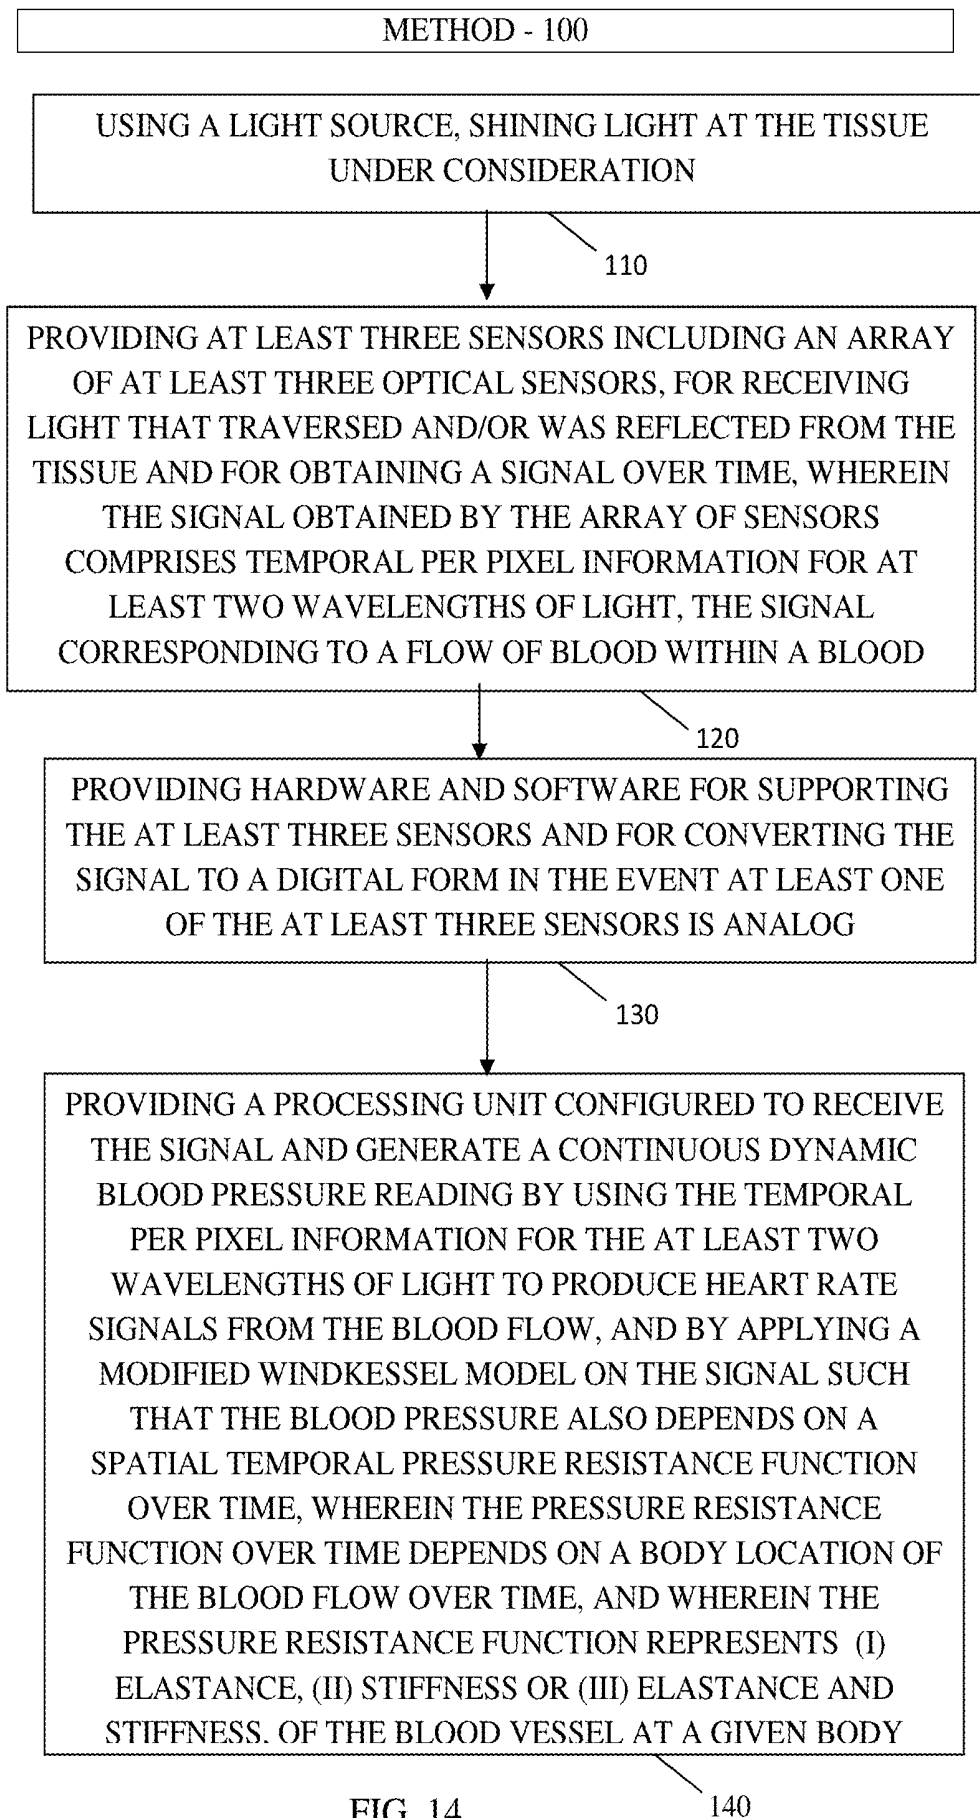 METHOD - 100
USING A LIGHT SOURCE, SHINING LIGHT AT THE TISSUE
UNDER CONSIDERATION
110
PROVIDING AT LEAST THREE SENSORS INCLUDING AN ARRAY
OF AT LEAST THREE OPTICAL SENSORS, FOR RECEIVING
LIGHT THAT TRAVERSED AND/OR WAS REFLECTED FROM THE
TISSUE AND FOR OBTAINING A SIGNAL OVER TIME, WHEREIN
THE SIGNAL OBTAINED BY THE ARRAY OF SENSORS
COMPRISES TEMPORAL PER PIXEL INFORMATION FOR AT
LEAST TWO WAVELENGTHS OF LIGHT, THE SIGNAL
CORRESPONDING TO A FLOW OF BLOOD WITHIN A BLOOD
120
PROVIDING HARDWARE AND SOFTWARE FOR SUPPORTING
THE AT LEAST THREE SENSORS AND FOR CONVERTING THE
SIGNAL TO A DIGITAL FORM IN THE EVENT AT LEAST ONE
OF THE AT LEAST THREE SENSORS IS ANALOG
130
PROVIDING A PROCESSING UNIT CONFIGURED TO RECEIVE
THE SIGNAL AND GENERATE A CONTINUOUS DYNAMIC
BLOOD PRESSURE READING BY USING THE TEMPORAL
PER PIXEL INFORMATION FOR THE AT LEAST TWO
WAVELENGTHS OF LIGHT TO PRODUCE HEART RATE
SIGNALS FROM THE BLOOD FLOW, AND BY APPLYING A
MODIFIED WINDKESSEL MODEL ON THE SIGNAL SUCH
THAT THE BLOOD PRESSURE ALSO DEPENDS ON A
SPATIAL TEMPORAL PRESSURE RESISTANCE FUNCTION
OVER TIME, WHEREIN THE PRESSURE RESISTANCE
FUNCTION OVER TIME DEPENDS ON A BODY LOCATION OF
THE BLOOD FLOW OVER TIME, AND WHEREIN THE
PRESSURE RESISTANCE FUNCTION REPRESENTS (I)
ELASTANCE, (II) STIFFNESS OR (III) ELASTANCE AND
STIFFNESS, OF THE BLOOD VESSEL AT A GIVEN BODY
140
FIG. 14